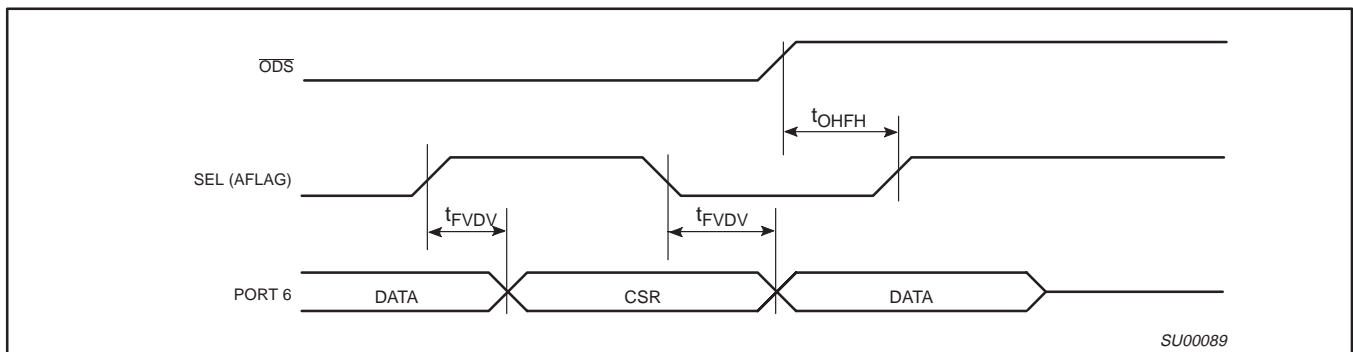 ODS
tOHFH
SEL (AFLAG)
tFVDV tFVDV
PORT 6 DATA CSR DATA
SU00089